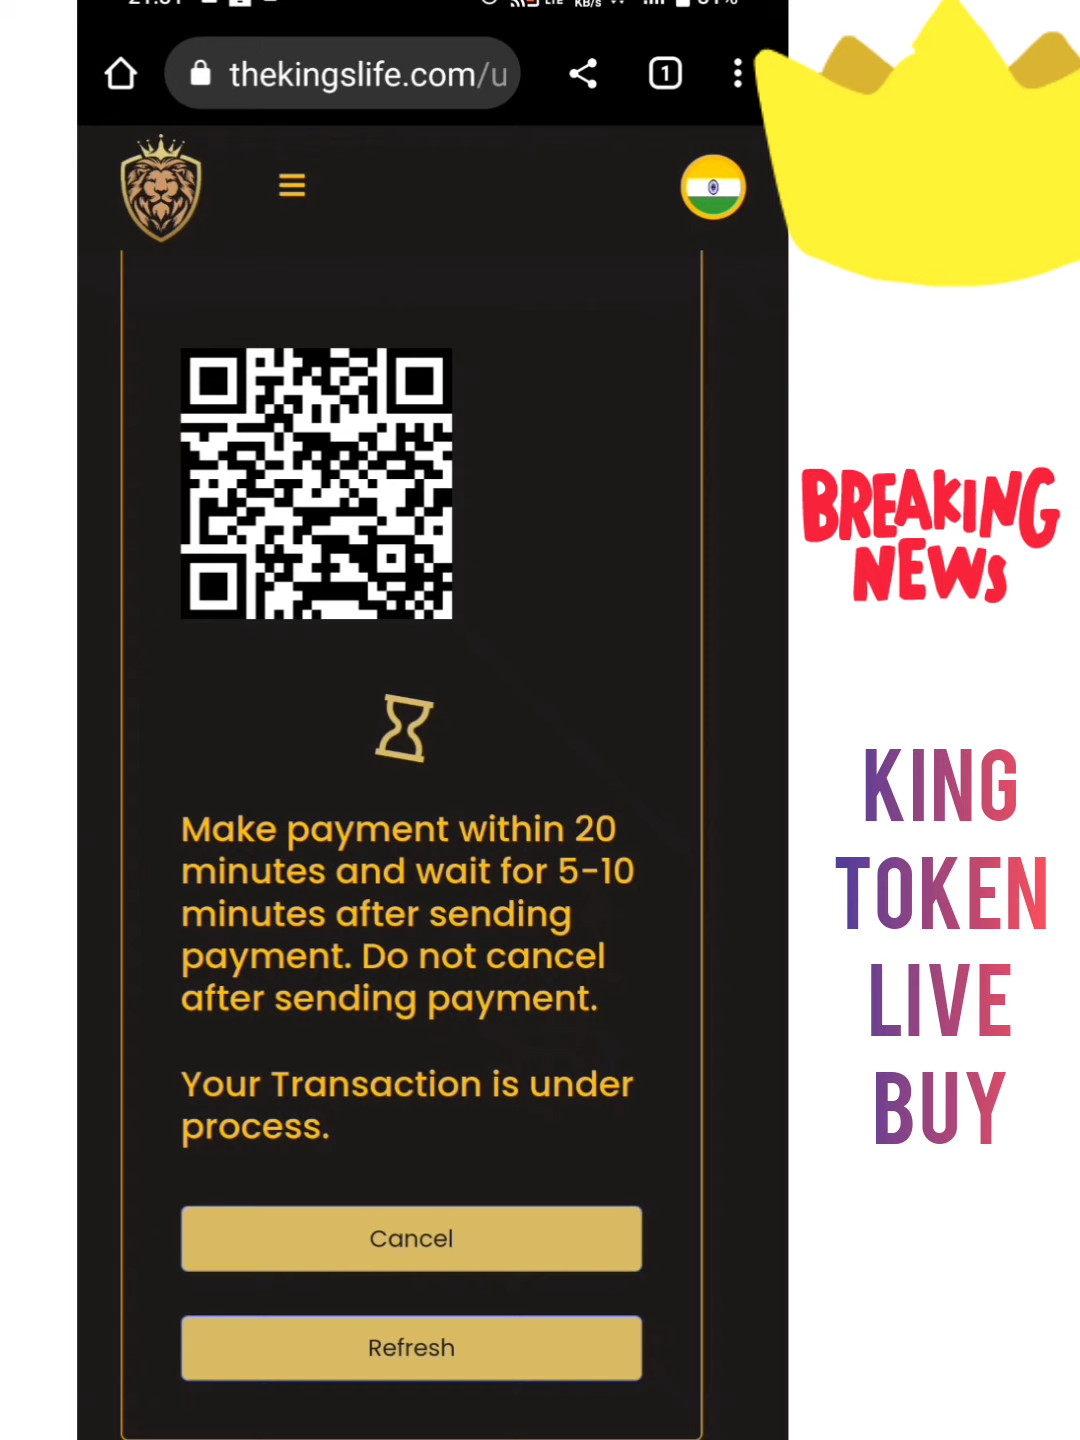 thekingslife.com/u
1
BREAKING
NEWS
Make payment within 20
minutes and wait for 5-10
minutes after sending
payment. Do not cancel
after sending payment.
Your Transaction is under
process.
Cancel
Refresh
KING
TOKEN
LIVE
BUY